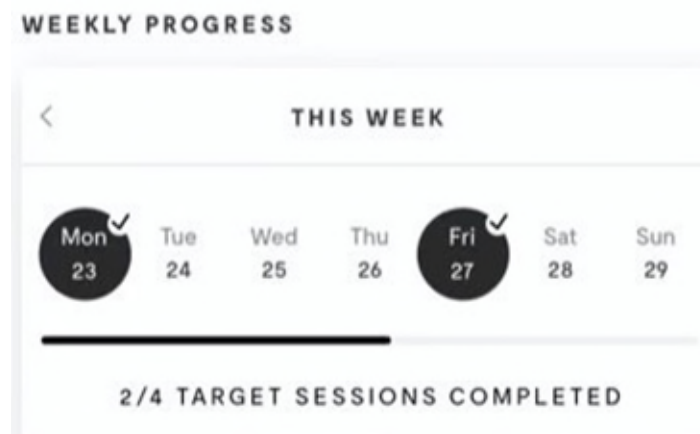 WEEKLY PROGRESS
THIS WEEK
Mon Tue Wed Thu Fri Sat Sun
23 24 25 26 27 28 29
2/4 TARGET SESSIONS COMPLETED